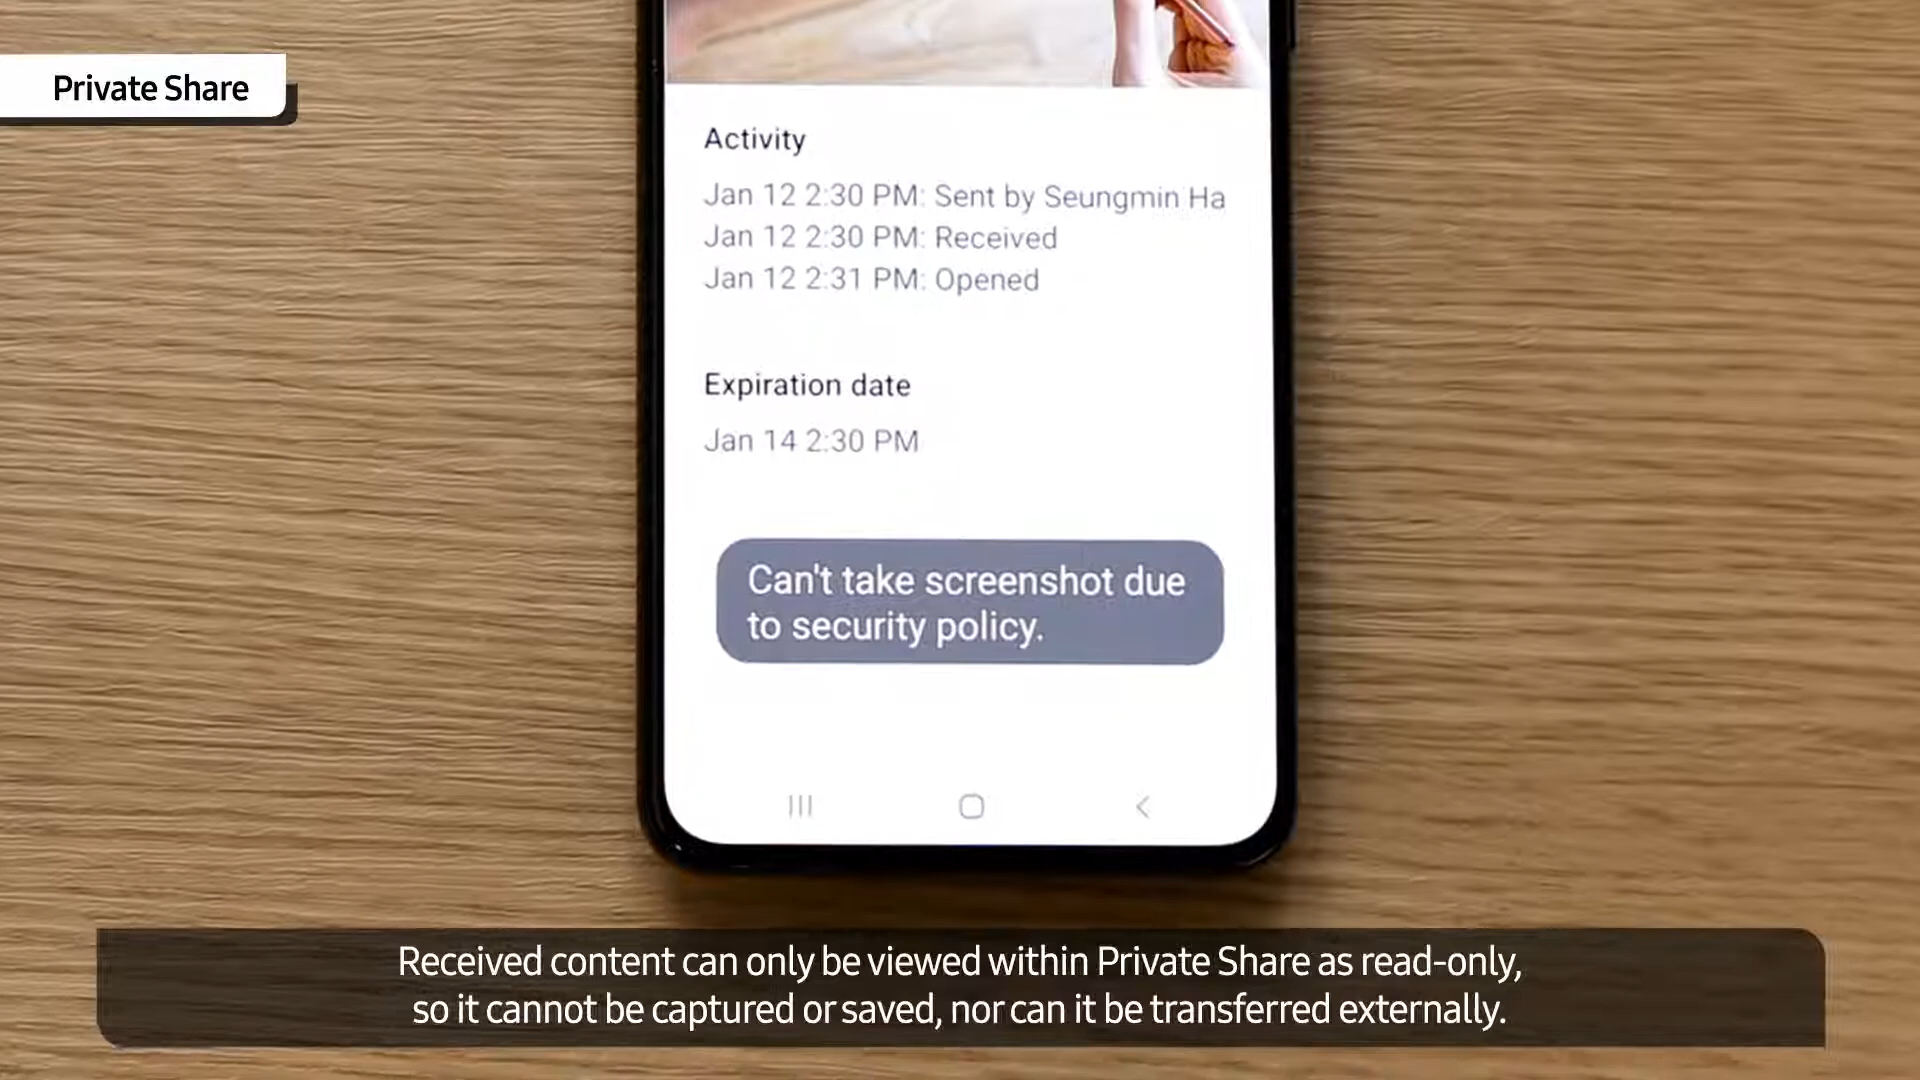 Private Share
Activity
Jan 12 2:30 PM: Sent by Seungmin Ha
Jan 12 2:30 PM: Received
Jan 12 2:31 PM: Opened
Expiration date
Jan 14 2:30 PM
Can't take screenshot due
to security policy.
Received content can only be viewed within Private Share as read-only,
so it cannot be captured or saved, nor can it be transferred externally.